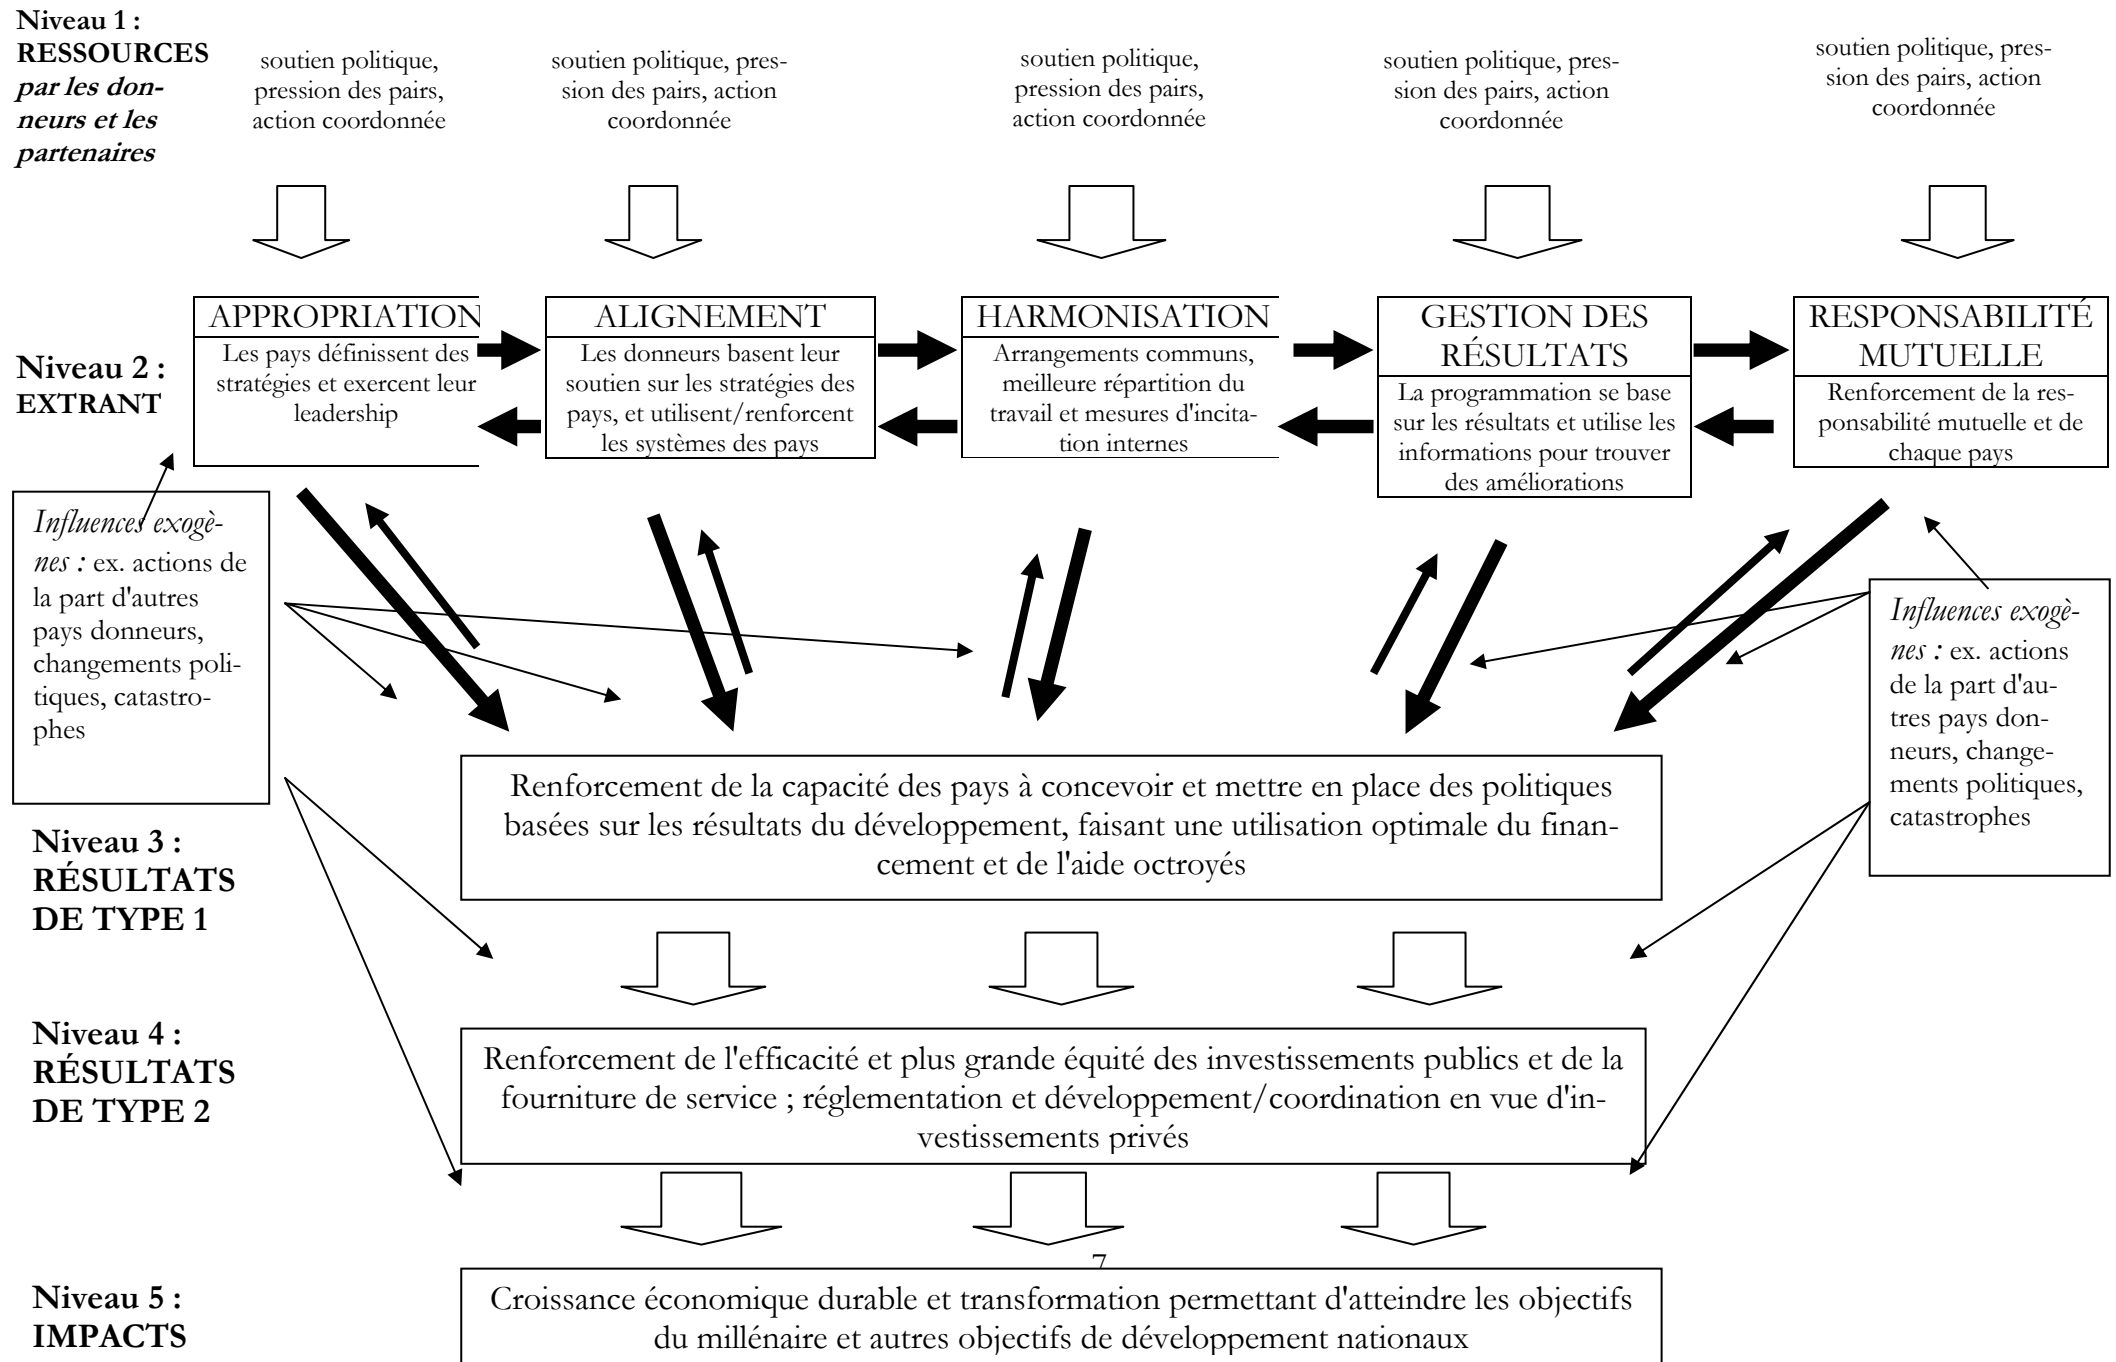 Niveau 1 :
RESSOURCES
par les don-
neurs et les
partenaires
soutien politique,
pression des pairs,
action coordonnée
soutien politique, pres-
sion des pairs, action
coordonnée
soutien politique,
pression des pairs,
action coordonnée
soutien politique, pres-
sion des pairs, action
coordonnée
soutien politique, pres-
sion des pairs, action
coordonnée
Niveau 2 :
EXTRANT
APPROPRIATION
Les pays définissent des
stratégies et exercent leur
leadership
ALIGNEMENT
Les donneurs basent leur
soutien sur les stratégies des
pays, et utilisent/renforcent
les systèmes des pays
HARMONISATION
Arrangements communs,
meilleure répartition du
travail et mesures d'incita-
tion internes
GESTION DES
RÉSULTATS
La programmation se base
sur les résultats et utilise les
informations pour trouver
des améliorations
RESPONSABILITÉ
MUTUELLE
Renforcement de la res-
ponsabilité mutuelle et de
chaque pays
Influences exogè-
nes : ex. actions de
la part d'autres
pays donneurs,
changements poli-
tiques, catastro-
phes
Influences exogè-
nes : ex. actions
de la part d'au-
tres pays don-
neurs, change-
ments politiques,
catastrophes
Niveau 3 :
RÉSULTATS
DE TYPE 1
Renforcement de la capacité des pays à concevoir et mettre en place des politiques
basées sur les résultats du développement, faisant une utilisation optimale du finan-
cement et de l'aide octroyés
Niveau 4 :
RÉSULTATS
DE TYPE 2
Renforcement de l'efficacité et plus grande équité des investissements publics et de la
fourniture de service ; réglementation et développement/coordination en vue d'in-
vestissements privés
7
Niveau 5 :
IMPACTS
Croissance économique durable et transformation permettant d'atteindre les objectifs
du millénaire et autres objectifs de développement nationaux